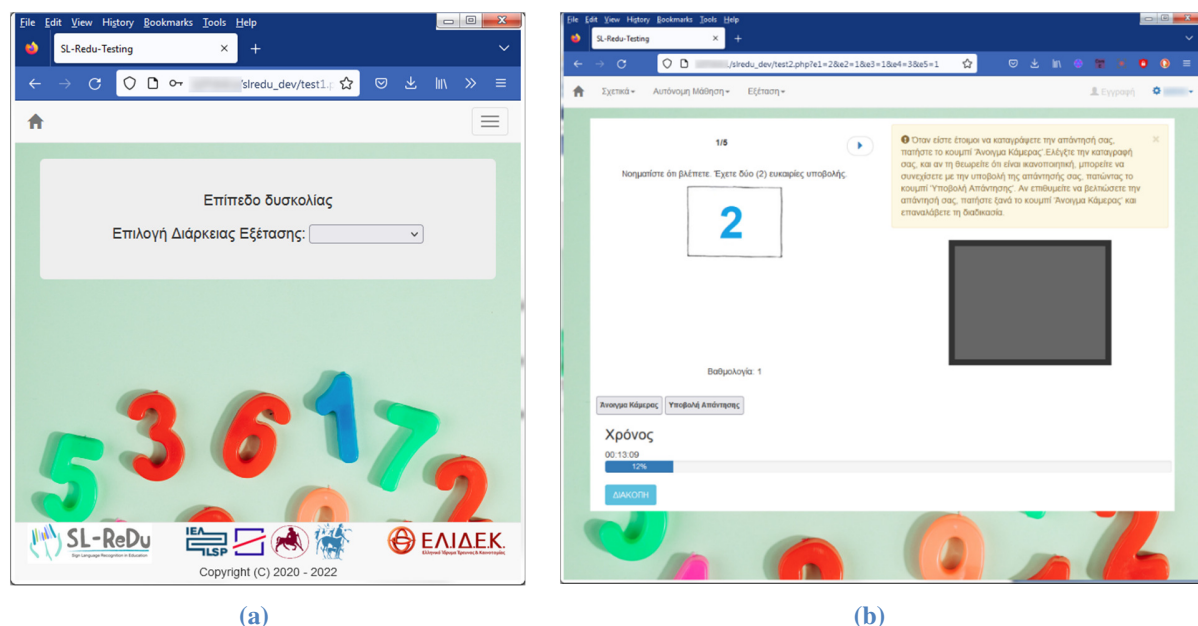 File Edit View History Bookmarks Tools Help
SL-Redu-Testing
/slredu_dev/test1.
Επίπεδο δυσκολίας
Επιλογή Διάρκειας Εξέτασης:
5 3 6 1 7 2
SL-ReDu
Sign Language Recognition in Education
ΙΕΛ
ILSP
ΕΛΙΔΕΚ.
Ελληνικό Ίδρυμα Έρευνας & Καινοτομίας
Copyright (C) 2020 - 2022
(a)
File Edit View History Bookmarks Tools Help
SL-Redu-Testing
/slredu_dev/test2.php?e1=2&e2=1&e3=1&e4=3&e5=1
Σχετικά Αυτόνομη Μάθηση Εξέταση Εγγραφή
1/5
Νοηματίστε ότι βλέπετε. Έχετε δύο (2) ευκαιρίες υποβολής.
2
Όταν είστε έτοιμοι να καταγράψετε την απάντησή σας,
πατήστε το κουμπί 'Άνοιγμα Κάμερας'.Ελέγξτε την καταγραφή
σας, και αν τη θεωρείτε ότι είναι ικανοποιητική, μπορείτε να
συνεχίσετε με την υποβολή της απάντησής σας, πατώντας το
κουμπί 'Υποβολή Απάντησης'. Αν επιθυμείτε να βελτιώσετε την
απάντησή σας, πατήστε ξανά το κουμπί 'Άνοιγμα Κάμερας' και
επαναλάβετε τη διαδικασία.
Βαθμολογία: 1
Άνοιγμα Κάμερας Υποβολή Απάντησης
Χρόνος
00:13:09
12%
ΔΙΑΚΟΠΗ
(b)